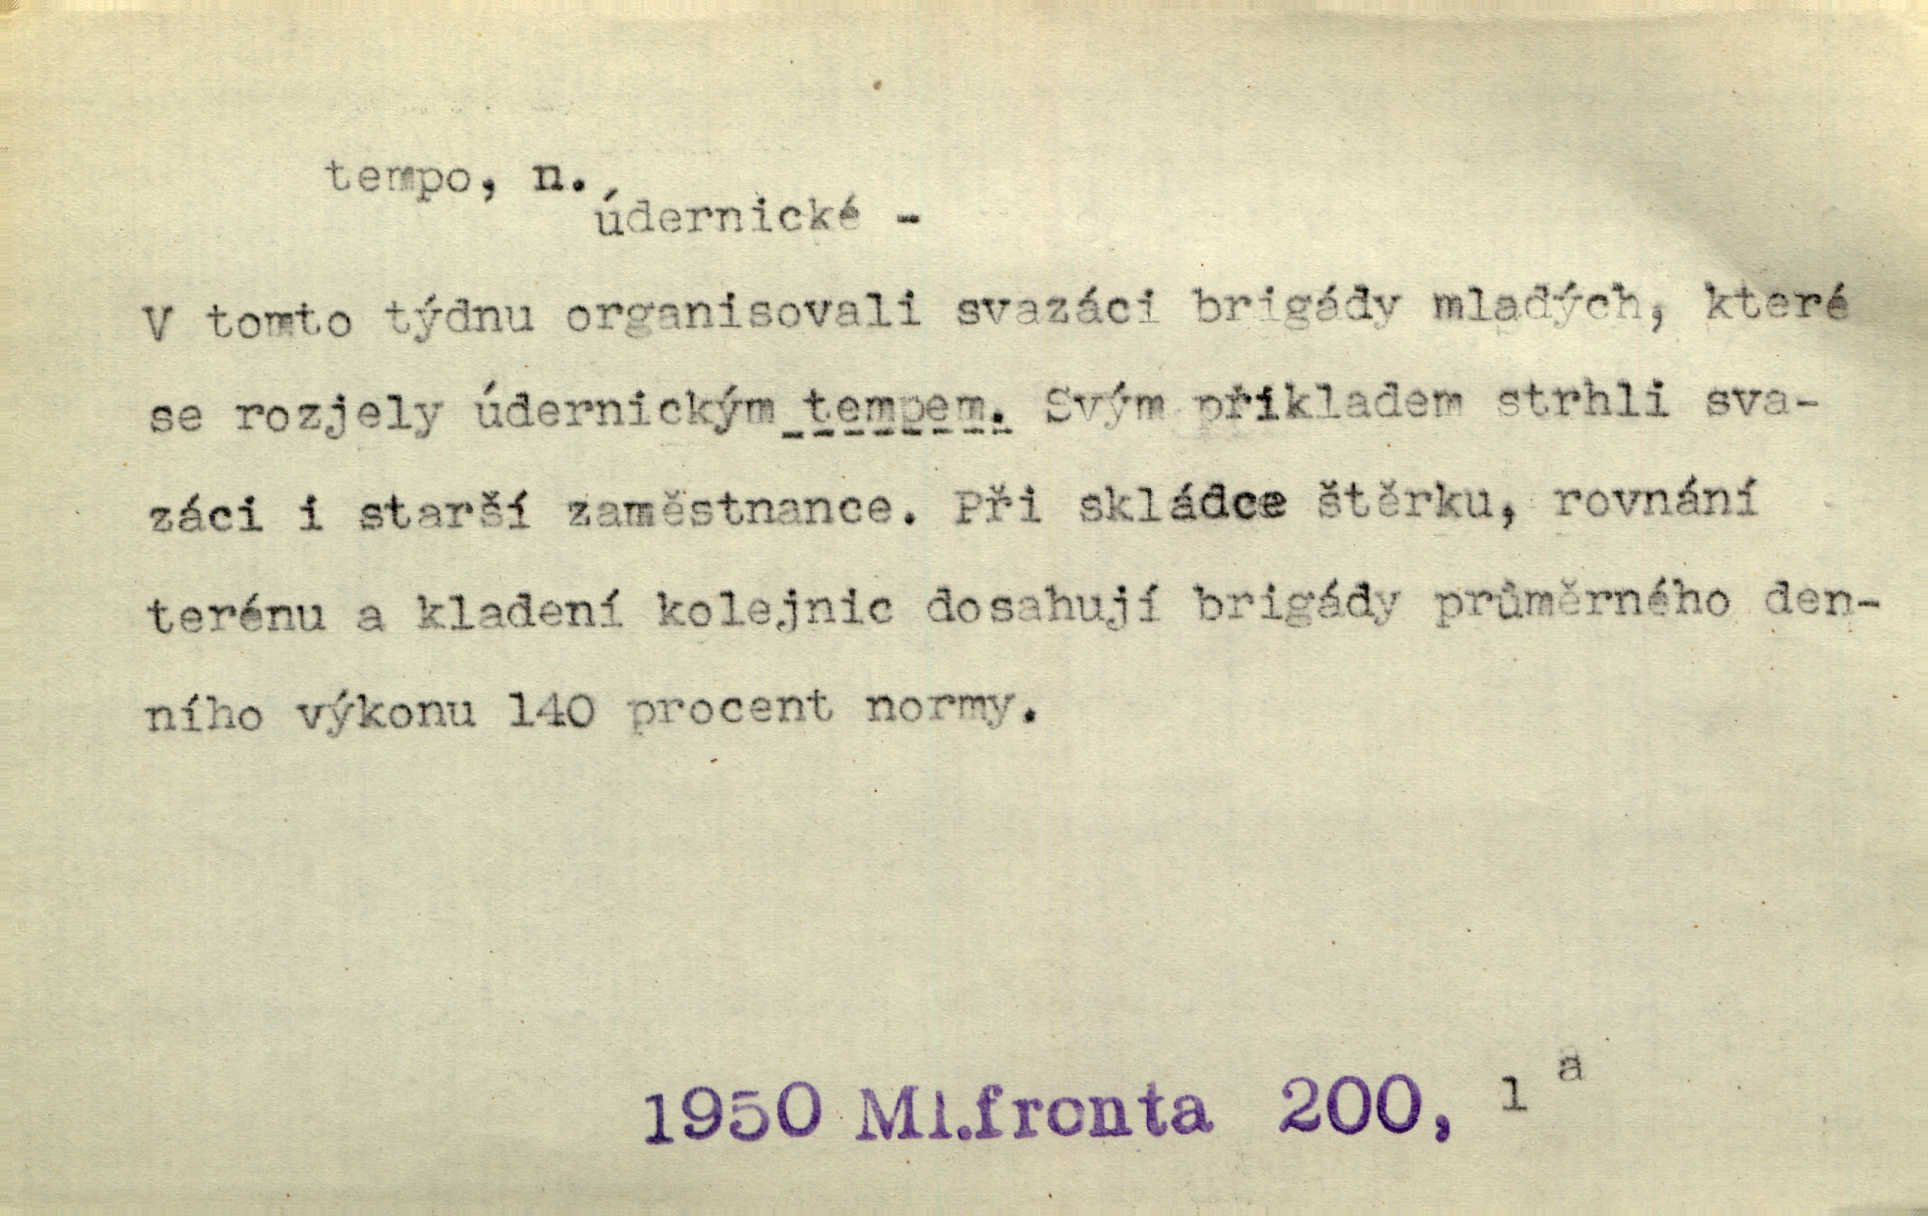 tempo, n.
údernické -
V tomto týdnu organisovali svazáci brigády mladých, které
se rozjely údernickým tempem. Svým příkladem strhli sva-
záci i starší zaměstnance. Při skládce štěrku, rovnání
terénu a kladení kolejnic dosahují brigády průměrného den-
ního výkonu 140 procent normy.
1950 Ml.fronta 200, 1 a